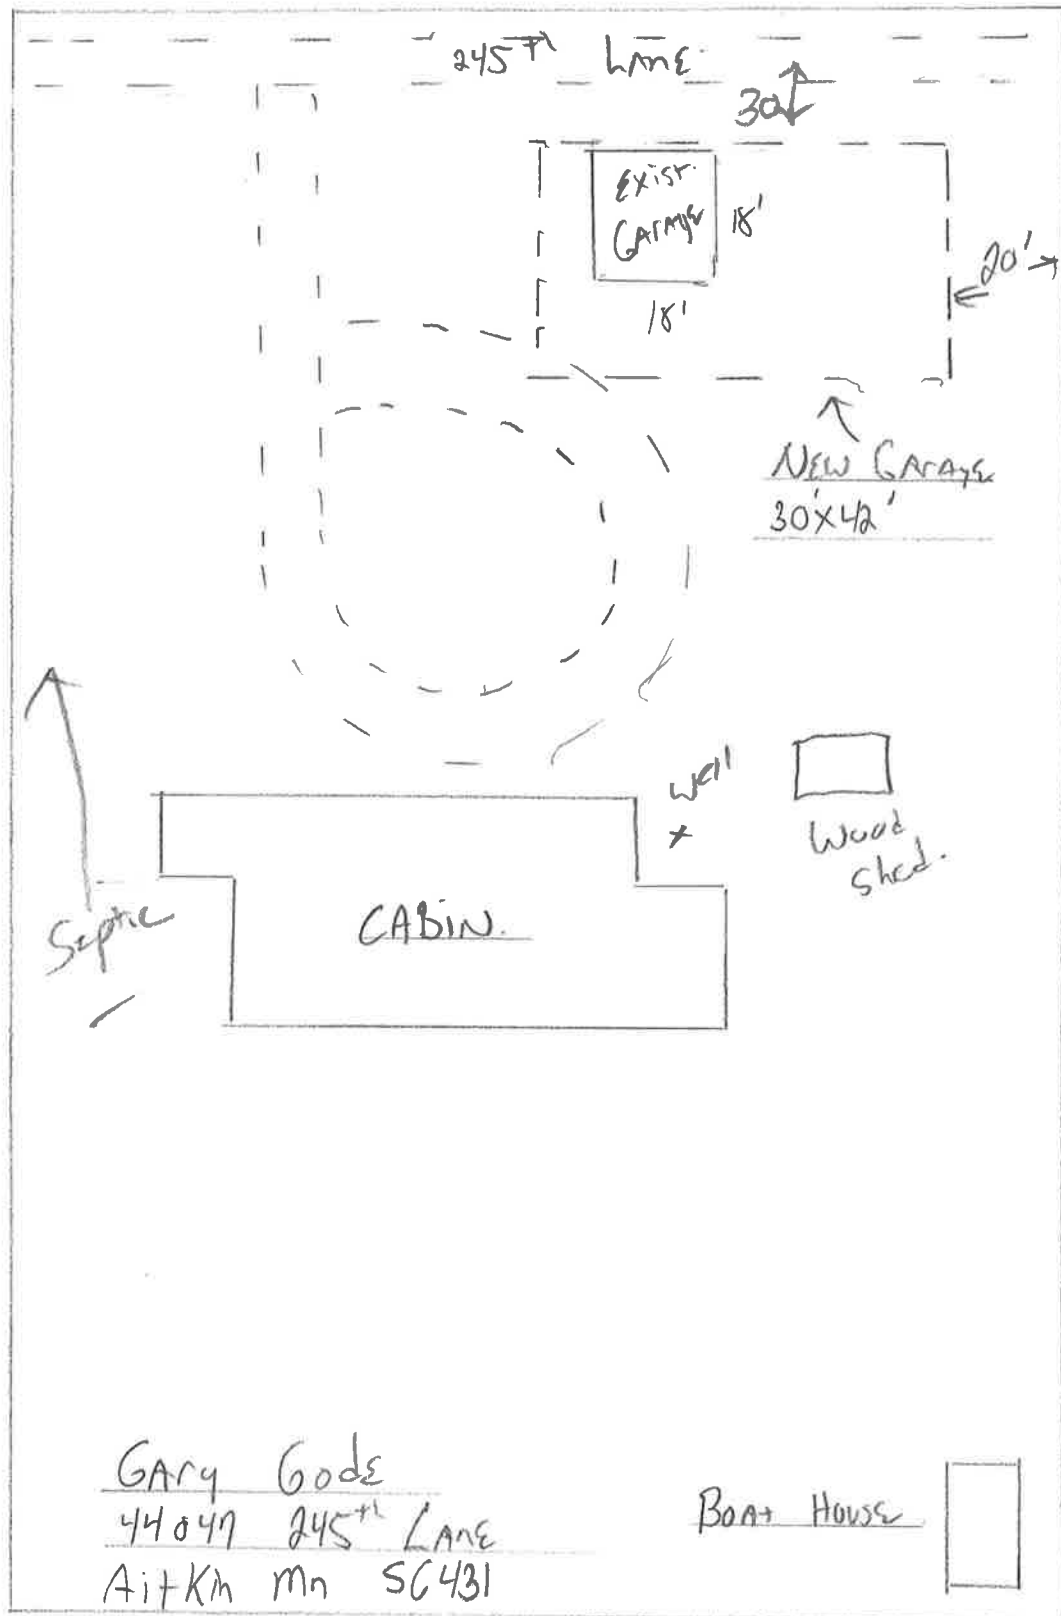 245TH LANE
30'
EXIST.
GARAGE
18'
18'
20'
NEW GARAGE
30'X42'
well
Wood
Shed.
Septic
CABIN.
GAry GodE
44047 245th LANE
AitKin Mn 56431
BoAt HousE